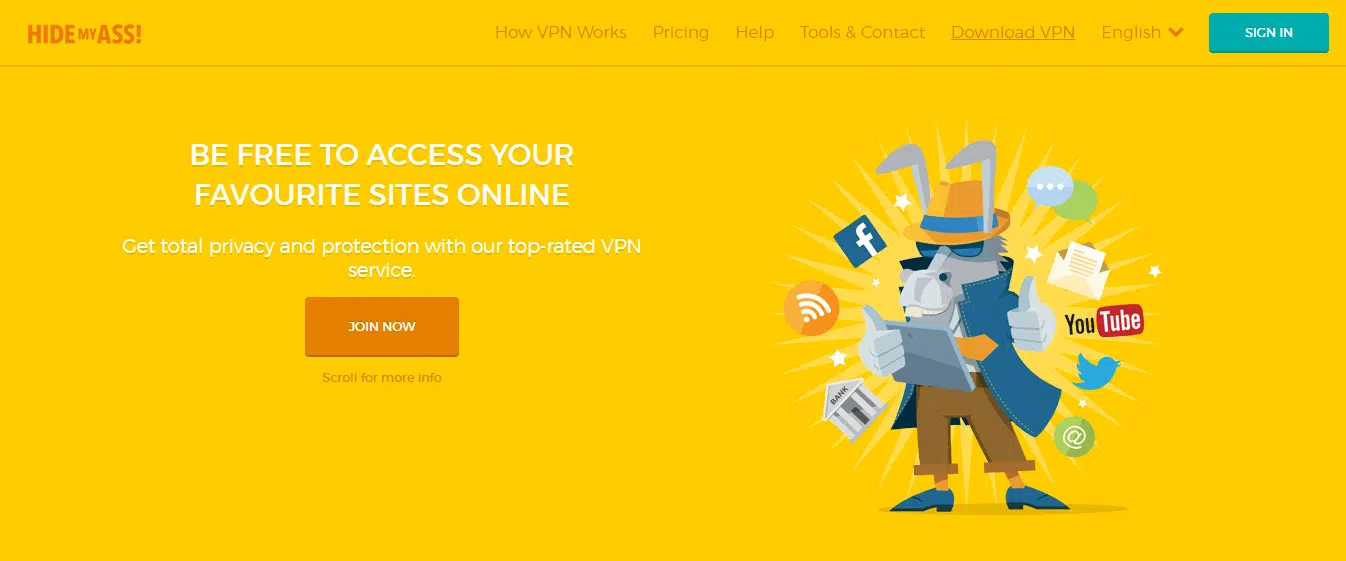 HIDE MY ASS!
How VPN Works
Pricing
Help
Tools & Contact
Download VPN
English
SIGN IN
BE FREE TO ACCESS YOUR
FAVOURITE SITES ONLINE
Get total privacy and protection with our top-rated VPN
service.
JOIN NOW
Scroll for more info
f
YouTube
BANK
@